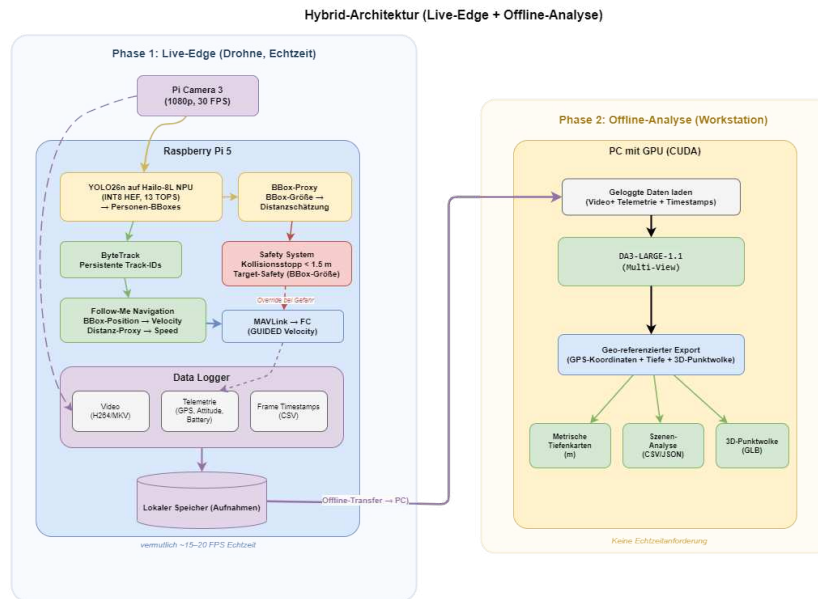 Hybrid-Architektur (Live-Edge + Offline-Analyse)
Phase 1: Live-Edge (Drohne, Echtzeit)
Pi Camera 3
(1080p, 30 FPS)
Raspberry Pi 5
YOLO26n auf Hailo-8L NPU
(INT8 HEF, 13 TOPS)
→ Personen-BBoxes
BBox-Proxy
BBox-Größe →
Distanzschätzung
ByteTrack
Persistente Track-IDs
Safety System
Kollisionsstopp < 1.5 m
Target-Safety (BBox-Größe)
Override bei Gefahr
Follow-Me Navigation
BBox-Position → Velocity
Distanz-Proxy → Speed
MAVLink → FC
(GUIDED Velocity)
Data Logger
Video
(H264/MKV)
Telemetrie
(GPS, Attitude,
Battery)
Frame Timestamps
(CSV)
Lokaler Speicher (Aufnahmen)
Offline-Transfer → PC)
vermutlich ~15–20 FPS Echtzeit
Phase 2: Offline-Analyse (Workstation)
PC mit GPU (CUDA)
Geloggte Daten laden
(Video+ Telemetrie + Timestamps)
DA3-LARGE-1.1
(Multi-View)
Geo-referenzierter Export
(GPS-Koordinaten + Tiefe + 3D-Punktwolke)
Metrische
Tiefenkarten
(m)
Szenen-
Analyse
(CSV/JSON)
3D-Punktwolke
(GLB)
Keine Echtzeitanforderung